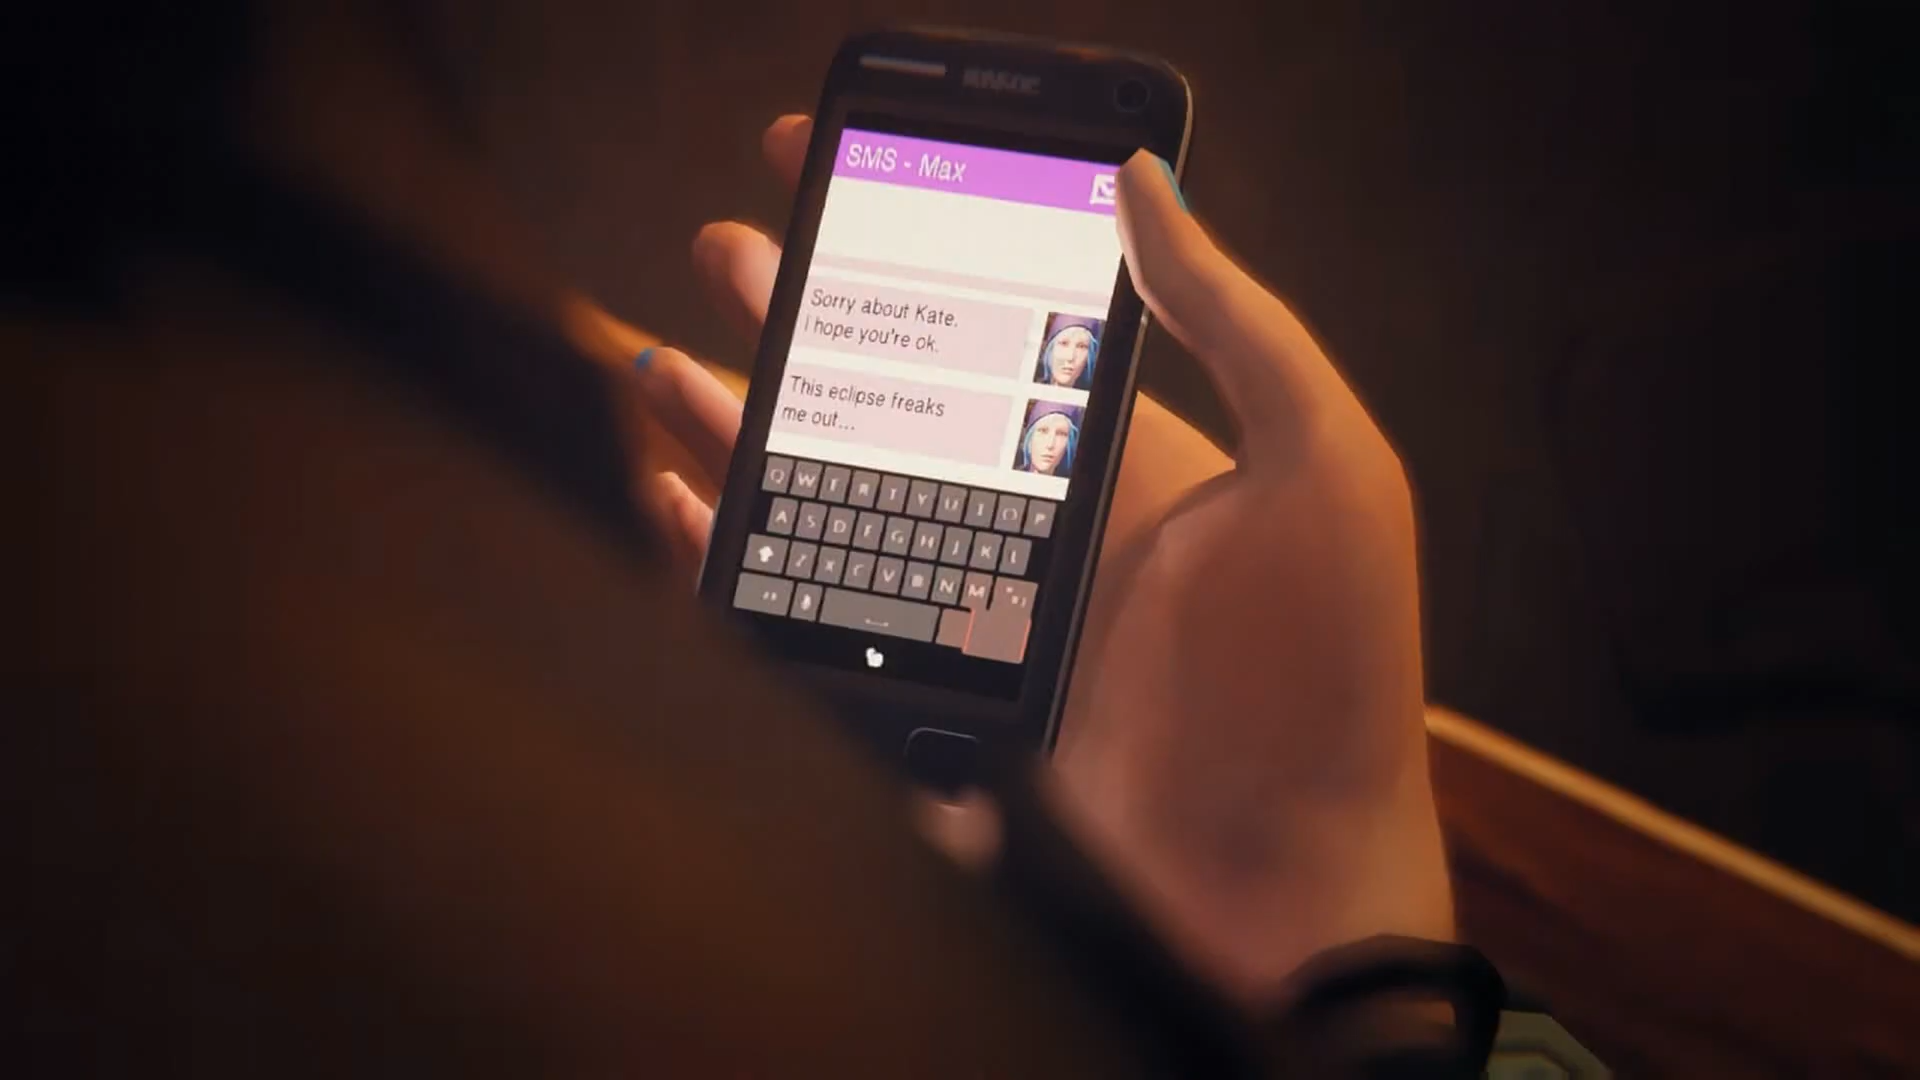 SMS - Max
Sorry about Kate.
I hope you're ok.
This eclipse freaks
me out...
Q W E R T Y U I O P
A S D F G H J K L
Z X C V B N M